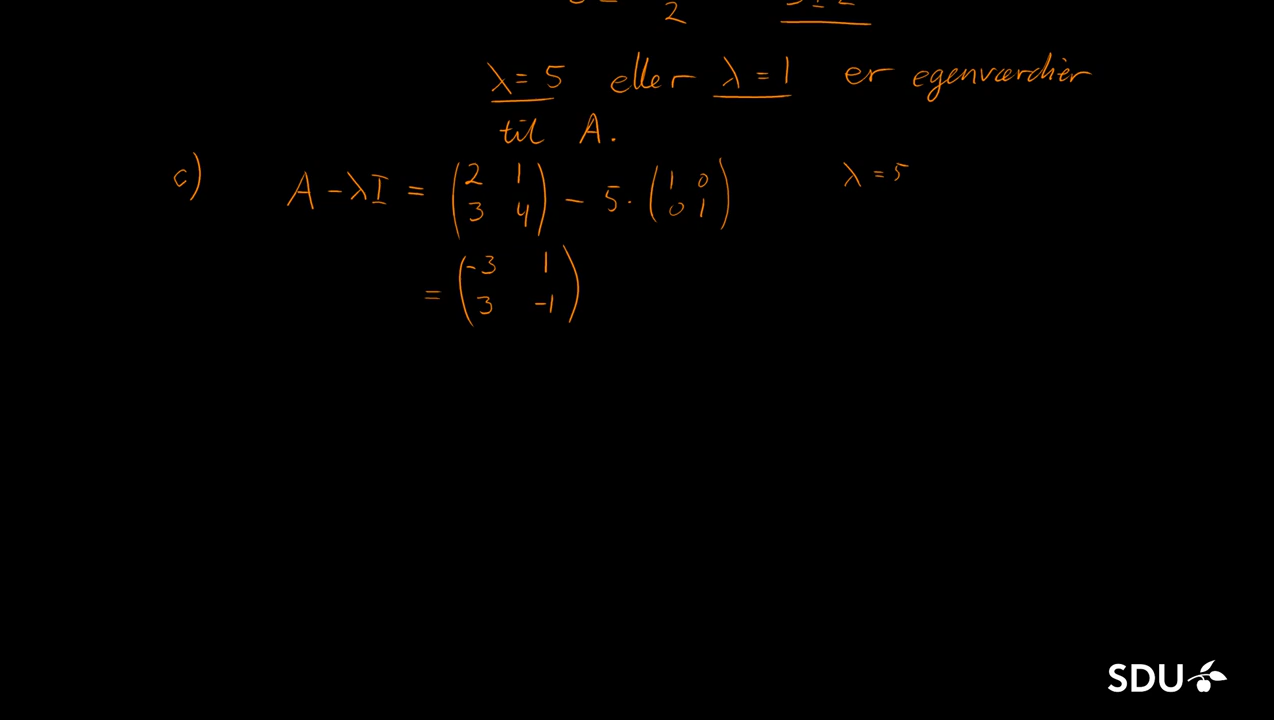 2
λ = 5 eller λ = 1 er egenværdier
til A.
c) A - λI = (2 1 3 4) - 5 · (1 0 0 1) λ = 5
= (-3 1 3 -1)
SDU